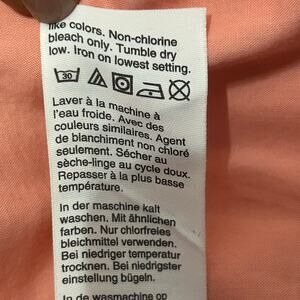 like colors. Non-chlorine
bleach only. Tumble dry
low. Iron on lowest setting.
30
Laver à la machine à
l'eau froide. Avec des
couleurs similaires. Agent
de blanchiment non chloré
seulement. Sécher au
sèche-linge au cycle doux.
Repasser à la plus basse
température.
In der maschine kalt
waschen. Mit ähnlichen
farben. Nur chlorfreies
bleichmittel verwenden.
Bei niedriger temperatur
trocknen. Bei niedrigster
einstellung bügeln.
In de wasmachine op